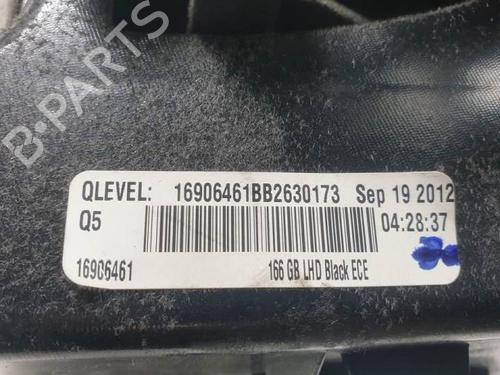 B-PARTS
QLEVEL: 16906461BB2630173 Sep 19 2012
Q5 04:28:37
16906461 166 GB LHD Black ECE